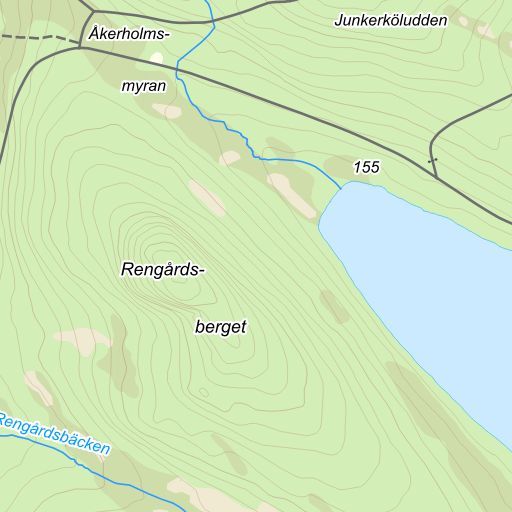 Junkerköludden
Åkerholms-
myran
155
Rengårds-
berget
Rengårdsbäcken